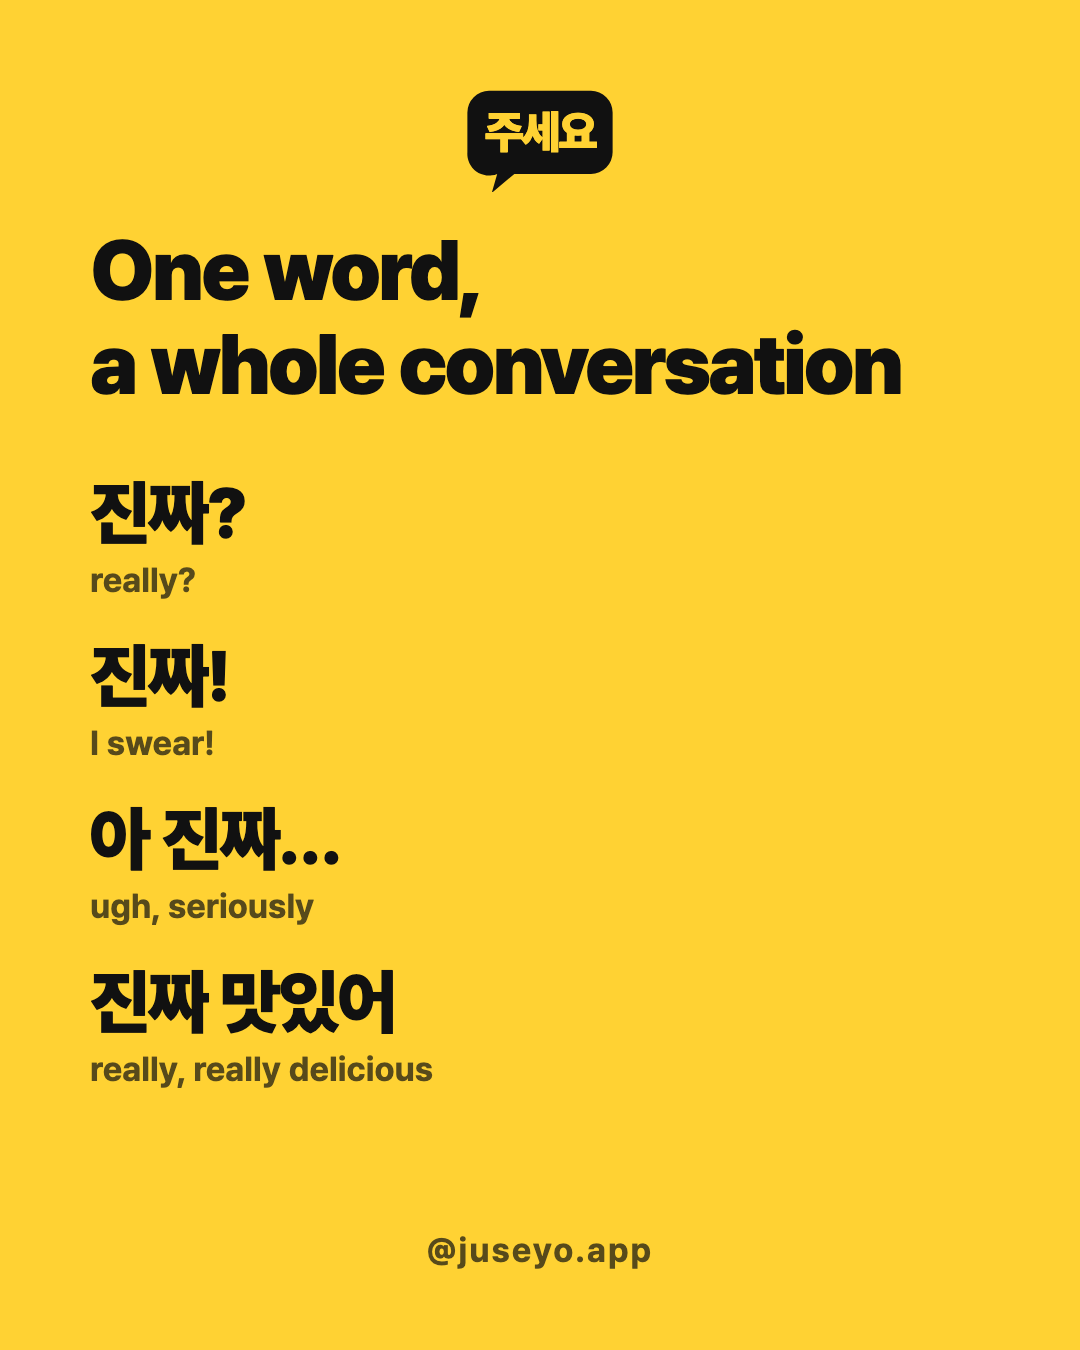 주세요
One word,
a whole conversation
진짜?
really?
진짜!
I swear!
아 진짜...
ugh, seriously
진짜 맛있어
really, really delicious
@juseyo.app